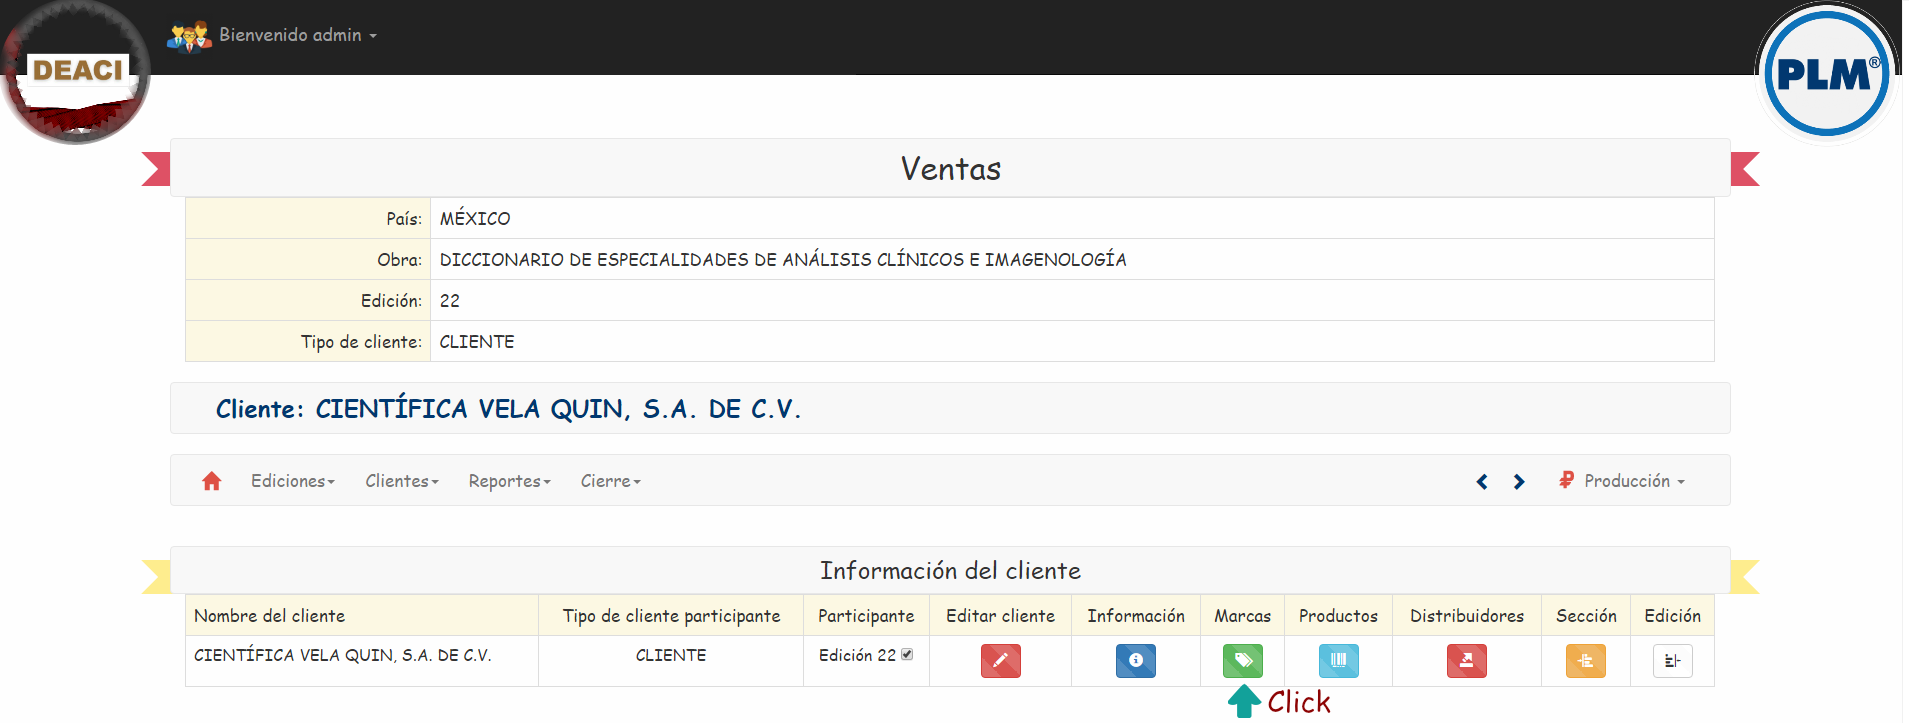 Bienvenido admin
DEACI
PLM®
Ventas
País: MÉXICO
Obra: DICCIONARIO DE ESPECIALIDADES DE ANÁLISIS CLÍNICOS E IMAGENOLOGÍA
Edición: 22
Tipo de cliente: CLIENTE
Cliente: CIENTÍFICA VELA QUIN, S.A. DE C.V.
Ediciones Clientes Reportes Cierre Producción
Información del cliente
Nombre del cliente Tipo de cliente participante Participante Editar cliente Información Marcas Productos Distribuidores Sección Edición
CIENTÍFICA VELA QUIN, S.A. DE C.V. CLIENTE Edición 22
Click